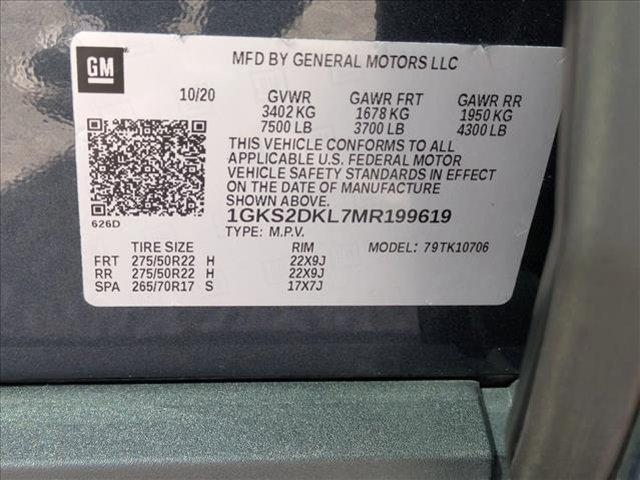 GM
MFD BY GENERAL MOTORS LLC
10/20 GVWR GAWR FRT GAWR RR
3402 KG 1678 KG 1950 KG
7500 LB 3700 LB 4300 LB
THIS VEHICLE CONFORMS TO ALL
APPLICABLE U.S. FEDERAL MOTOR
VEHICLE SAFETY STANDARDS IN EFFECT
ON THE DATE OF MANUFACTURE
SHOWN ABOVE.
626D 1GKS2DKL7MR199619
TYPE: M.P.V.
TIRE SIZE RIM MODEL: 79TK10706
FRT 275/50R22 H 22X9J
RR 275/50R22 H 22X9J
SPA 265/70R17 S 17X7J